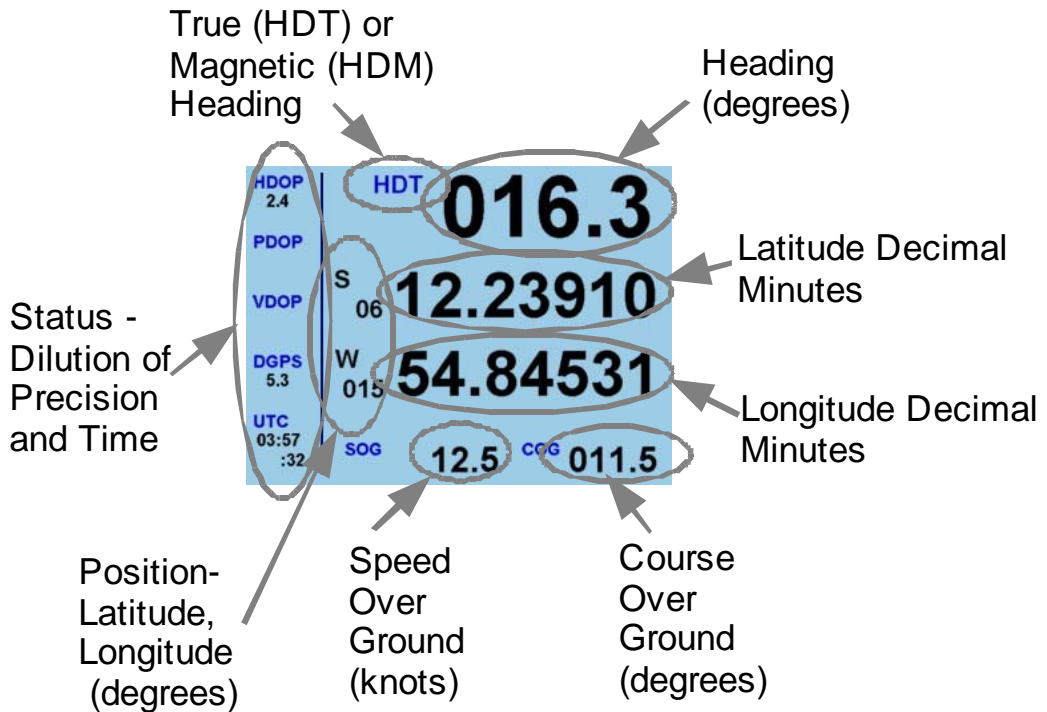 True (HDT) or
Magnetic (HDM)
Heading
Heading
(degrees)
HDOP
2.4
PDOP
VDOP
DGPS
5.3
UTC
03:57
:32
HDT
016.3
S
06
12.23910
W
015
54.84531
SOG
12.5
COG
011.5
Latitude Decimal
Minutes
Longitude Decimal
Minutes
Status -
Dilution of
Precision
and Time
Position-
Latitude,
Longitude
(degrees)
Speed
Over
Ground
(knots)
Course
Over
Ground
(degrees)